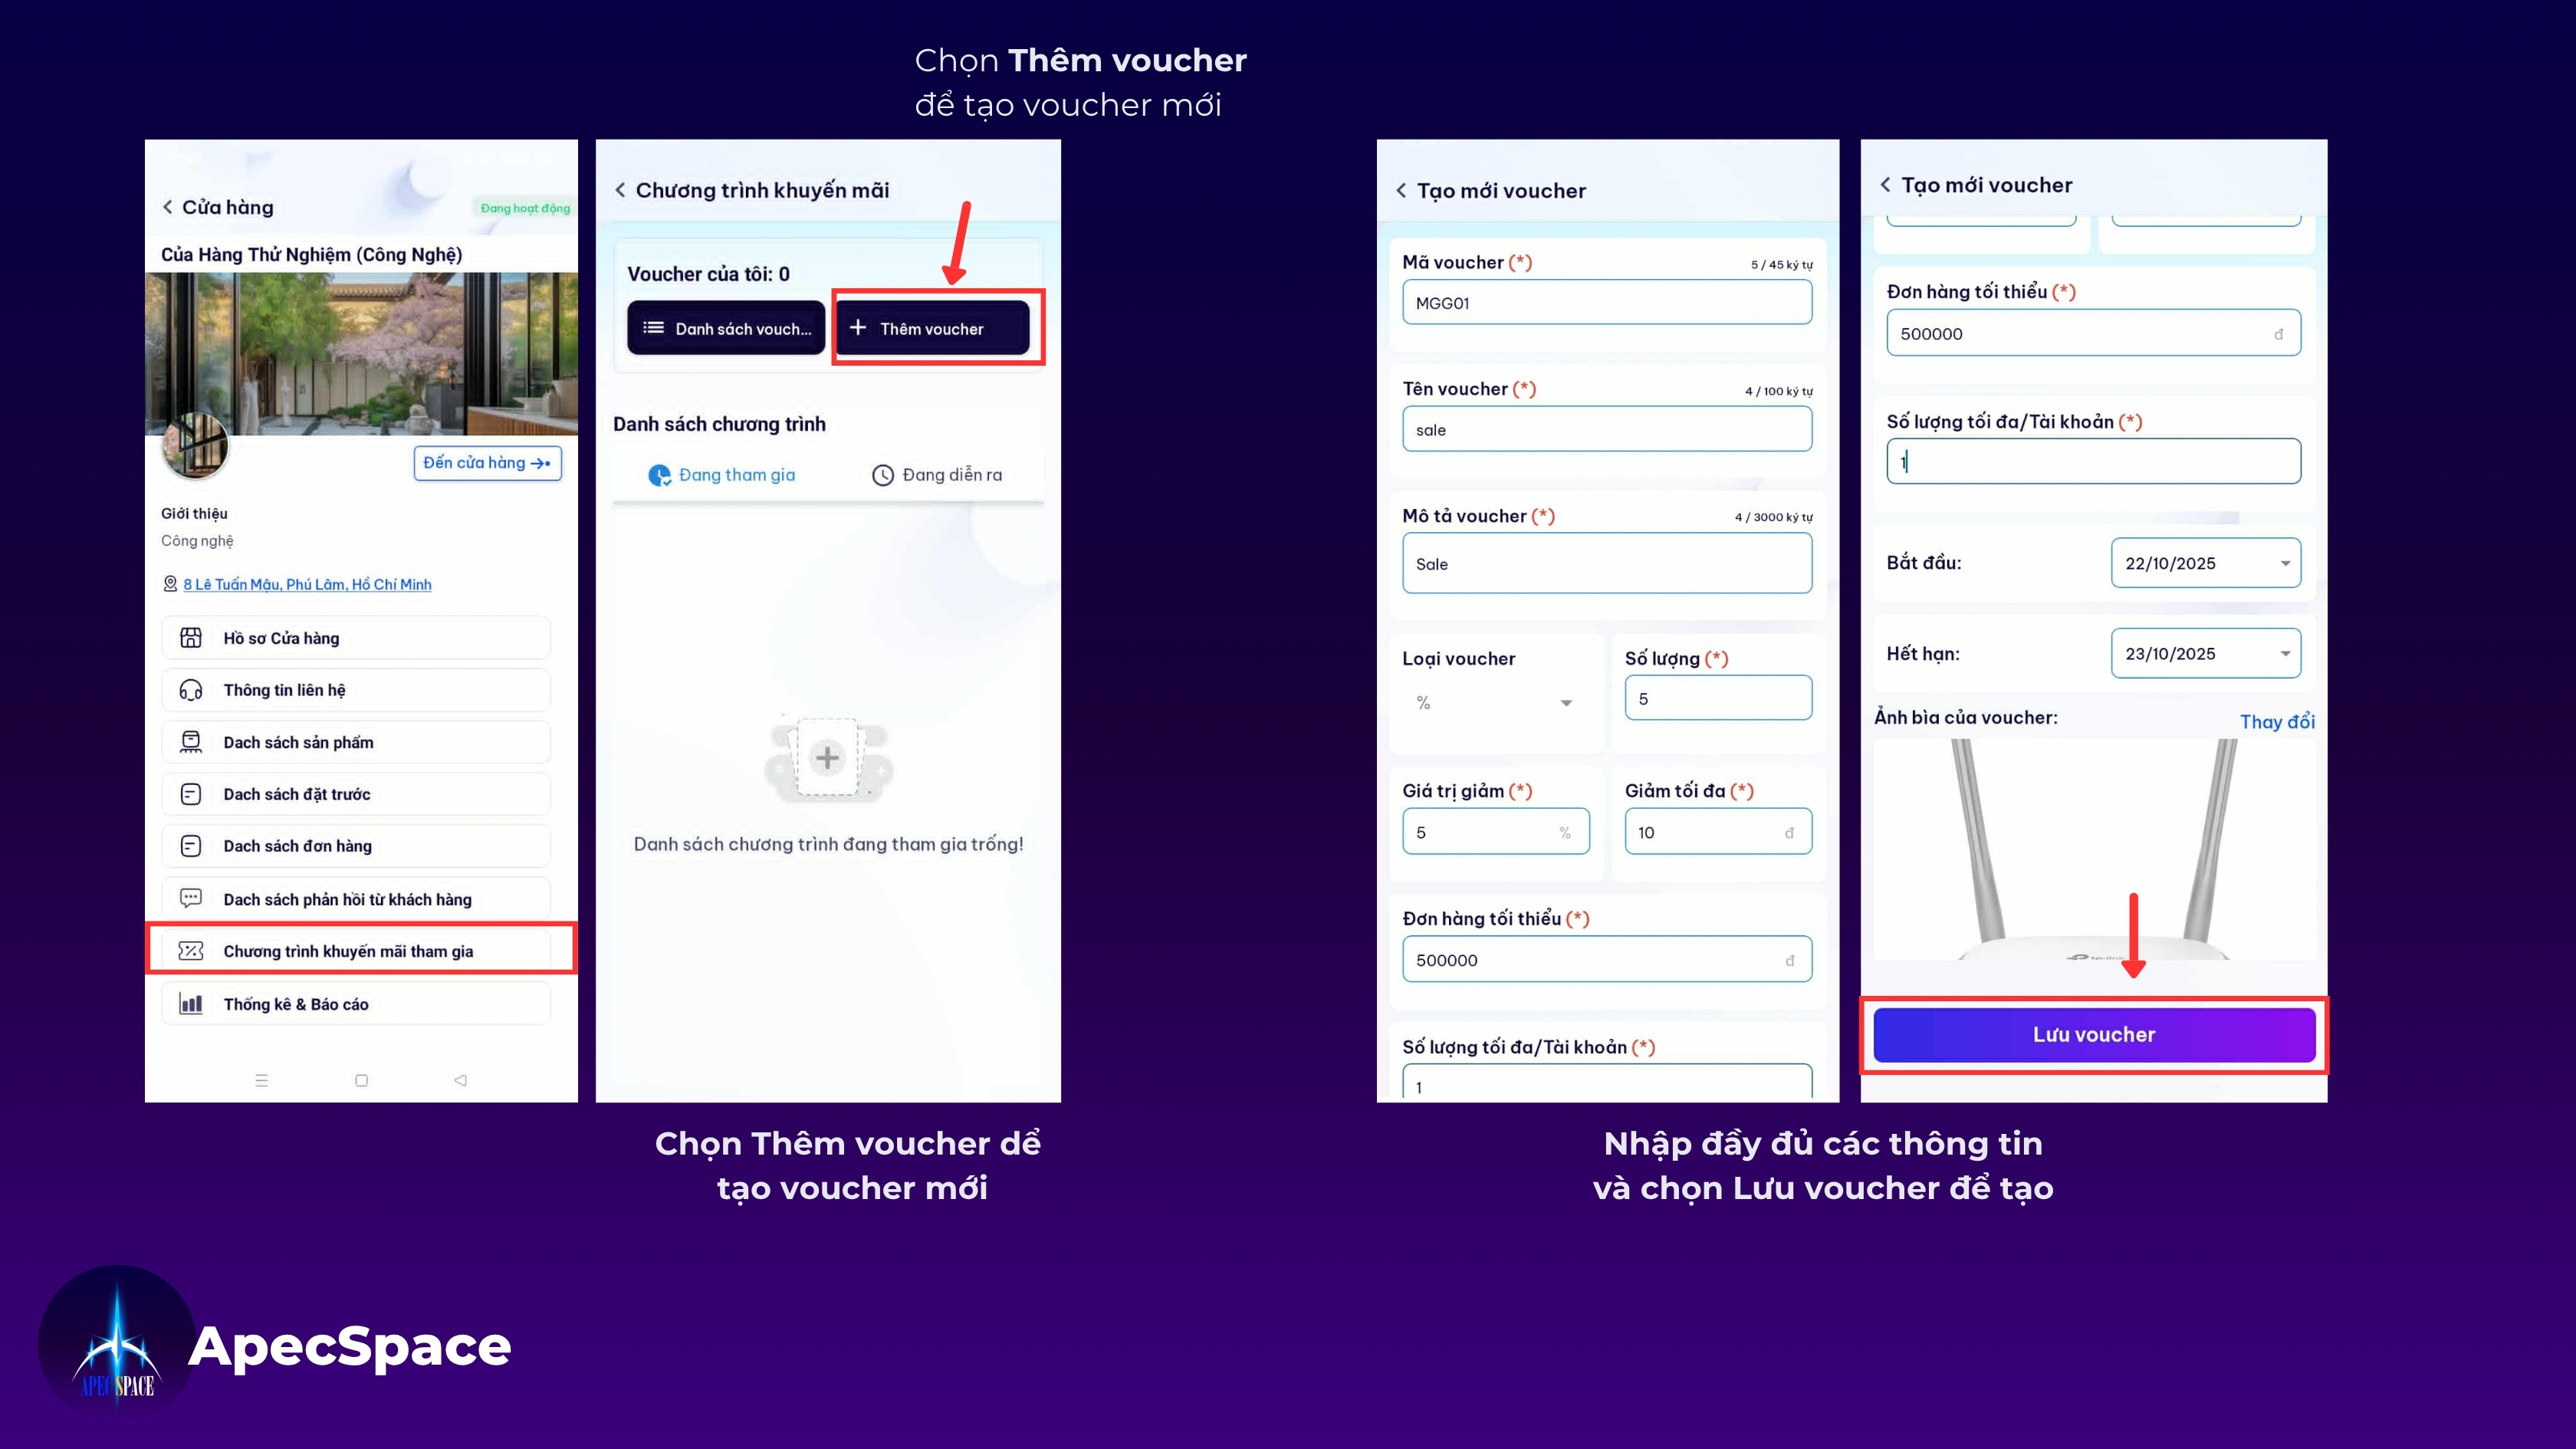 Chọn Thêm voucher
để tạo voucher mới
Cửa hàng
Đang hoạt động
Của Hàng Thử Nghiệm (Công Nghệ)
Đến cửa hàng
Giới thiệu
Công nghệ
8 Lê Tuấn Mậu, Phú Lâm, Hồ Chí Minh
Hồ sơ Cửa hàng
Thông tin liên hệ
Dach sách sản phẩm
Dach sách đặt trước
Dach sách đơn hàng
Dach sách phản hồi từ khách hàng
Chương trình khuyến mãi tham gia
Thống kê & Báo cáo
Chương trình khuyến mãi
Voucher của tôi: 0
Danh sách vouch...
Thêm voucher
Danh sách chương trình
Đang tham gia
Đang diễn ra
Danh sách chương trình đang tham gia trống!
Chọn Thêm voucher dể
tạo voucher mới
Tạo mới voucher
Mã voucher (*)
5 / 45 ký tự
MGG01
Tên voucher (*)
4 / 100 ký tự
sale
Mô tả voucher (*)
4 / 3000 ký tự
Sale
Loại voucher
Số lượng (*)
%
5
Giá trị giảm (*)
Giảm tối đa (*)
5 %
10 đ
Đơn hàng tối thiểu (*)
500000 đ
Số lượng tối đa/Tài khoản (*)
1
Tạo mới voucher
Đơn hàng tối thiểu (*)
500000 đ
Số lượng tối đa/Tài khoản (*)
1
Bắt đầu:
22/10/2025
Hết hạn:
23/10/2025
Ảnh bìa của voucher:
Thay đổi
Lưu voucher
Nhập đầy đủ các thông tin
và chọn Lưu voucher để tạo
APECSPACE
ApecSpace